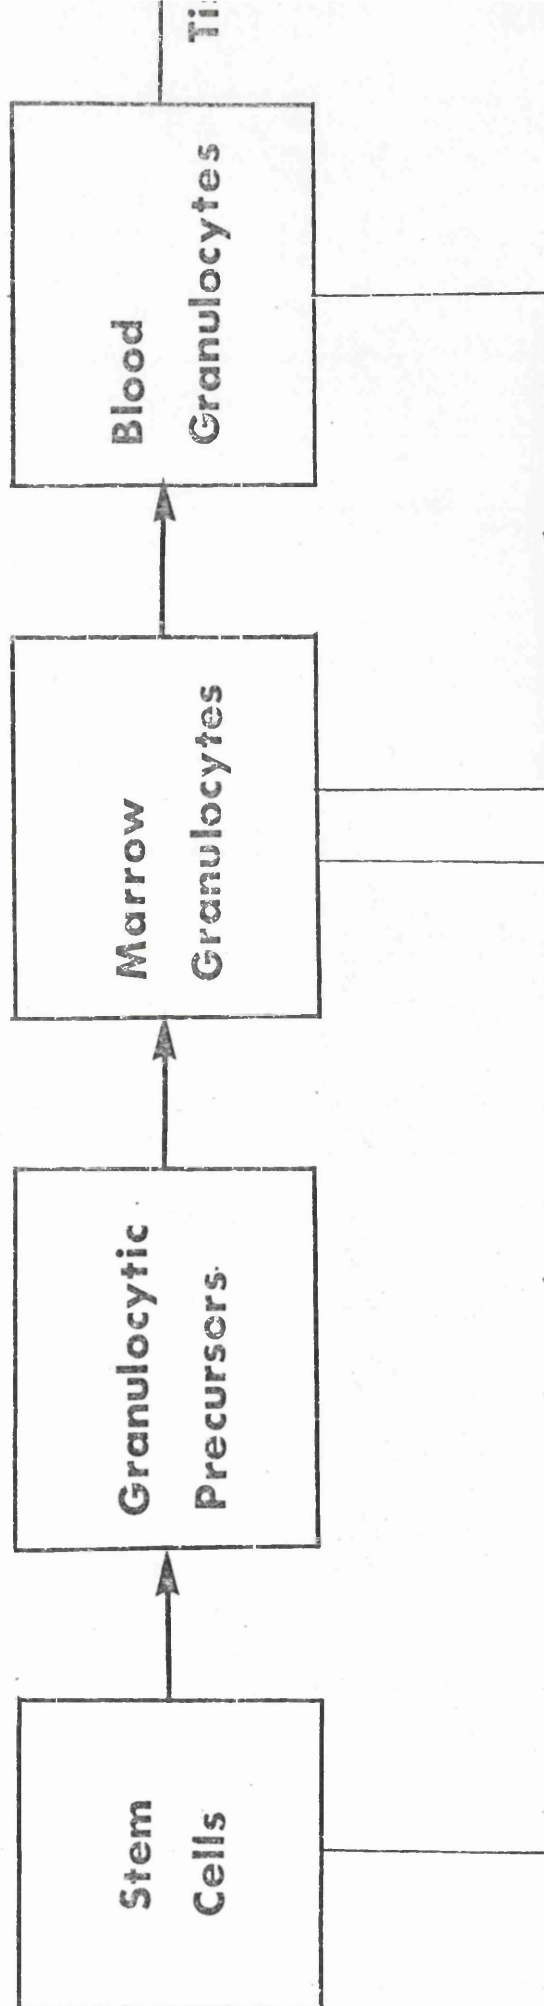 Stem
Cells
Granulocytic
Precursors
Marrow
Granulocytes
Blood
Granulocytes